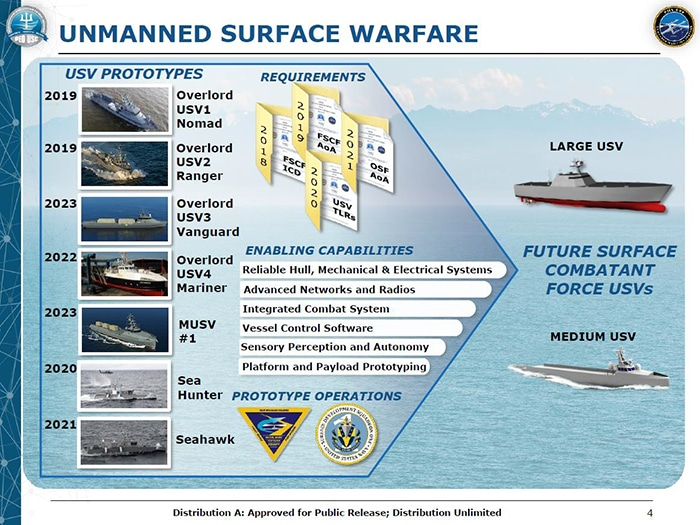 UNMANNED SURFACE WARFARE
USV PROTOTYPES
2019
Overlord
USV1
Nomad
2019
Overlord
USV2
Ranger
2023
Overlord
USV3
Vanguard
2022
Overlord
USV4
Mariner
2023
MUSV
#1
2020
Sea
Hunter
2021
Seahawk
REQUIREMENTS
2018
FSCF
ICD
2019
FSCF
AoA
2020
USV
TLRs
2021
OSF
AoA
ENABLING CAPABILITIES
Reliable Hull, Mechanical & Electrical Systems
Advanced Networks and Radios
Integrated Combat System
Vessel Control Software
Sensory Perception and Autonomy
Platform and Payload Prototyping
PROTOTYPE OPERATIONS
LARGE USV
FUTURE SURFACE
COMBATANT
FORCE USVs
MEDIUM USV
Distribution A: Approved for Public Release; Distribution Unlimited
4